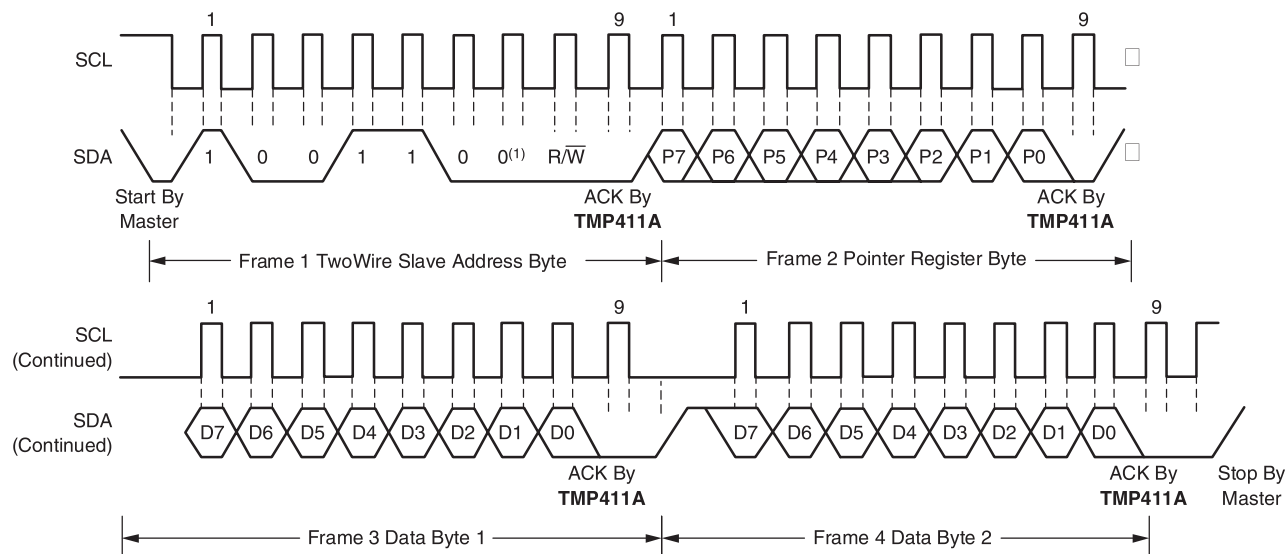 1 9 1 9
SCL
SDA
1 0 0 1 1 0 0(1) R/W̅ P7 P6 P5 P4 P3 P2 P1 P0
Start By
Master
ACK By
TMP411A
ACK By
TMP411A
Frame 1 TwoWire Slave Address Byte
Frame 2 Pointer Register Byte
1 9 1 9
SCL
(Continued)
SDA
(Continued)
D7 D6 D5 D4 D3 D2 D1 D0 D7 D6 D5 D4 D3 D2 D1 D0
ACK By
TMP411A
ACK By
TMP411A
Stop By
Master
Frame 3 Data Byte 1
Frame 4 Data Byte 2